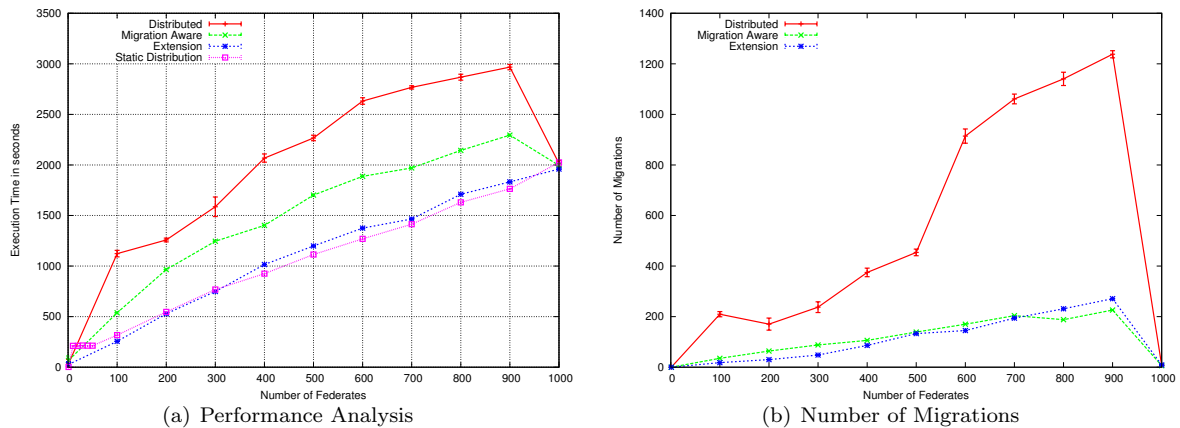 3500
3000
2500
2000
1500
1000
500
0
Execution Time in seconds
Distributed
Migration Aware
Extension
Static Distribution
0 100 200 300 400 500 600 700 800 900 1000
Number of Federates
(a) Performance Analysis
1400
1200
1000
800
600
400
200
0
Number of Migrations
Distributed
Migration Aware
Extension
0 100 200 300 400 500 600 700 800 900 1000
Number of Federates
(b) Number of Migrations